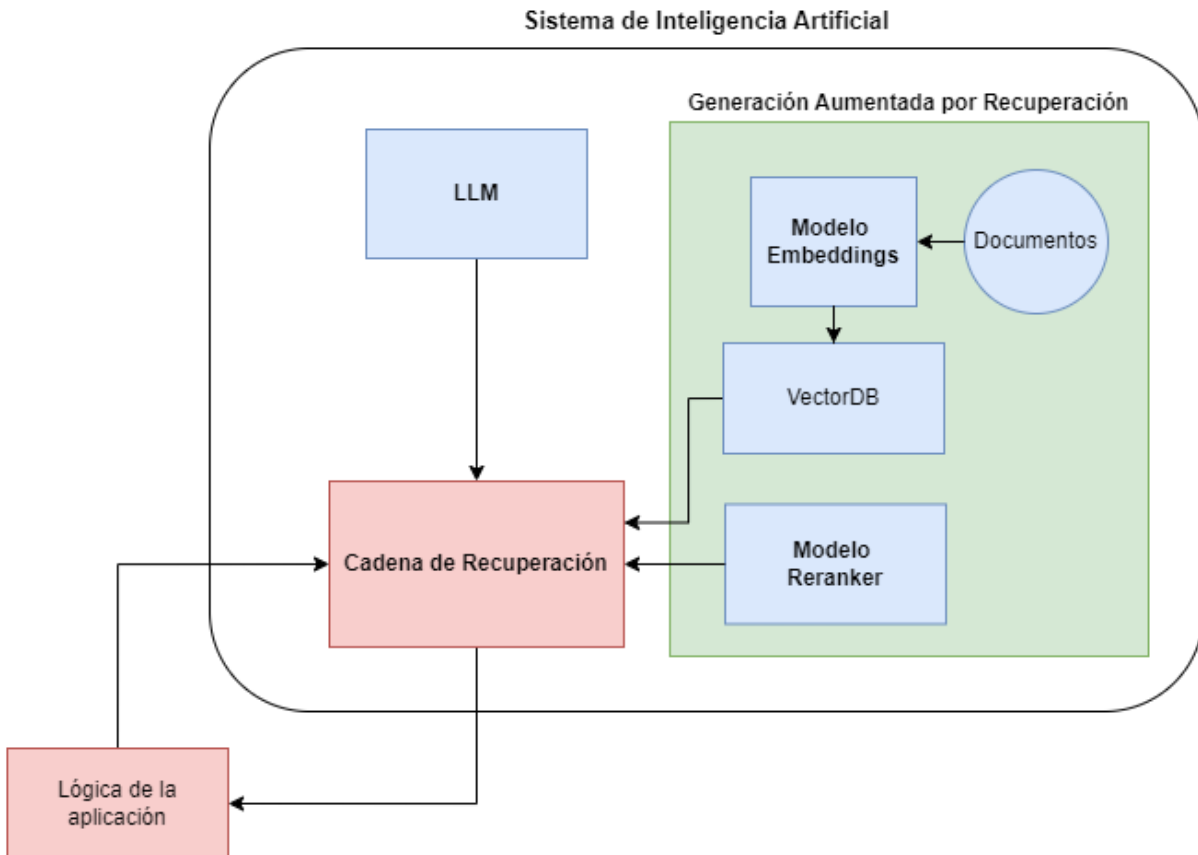 Sistema de Inteligencia Artificial
Generación Aumentada por Recuperación
LLM
Modelo
Embeddings
Documentos
VectorDB
Cadena de Recuperación
Modelo
Reranker
Lógica de la
aplicación